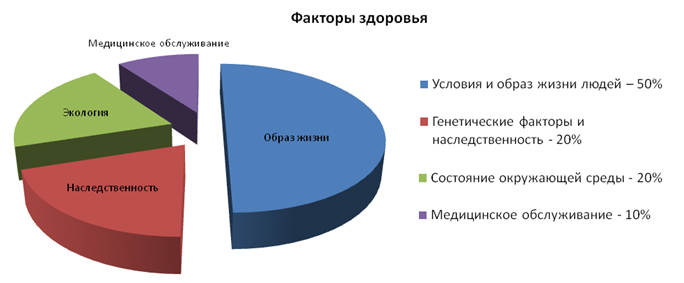 Факторы здоровья
Медицинское обслуживание
Экология
Образ жизни
Наследственность
Условия и образ жизни людей – 50%
Генетические факторы и
наследственность - 20%
Состояние окружающей среды - 20%
Медицинское обслуживание - 10%